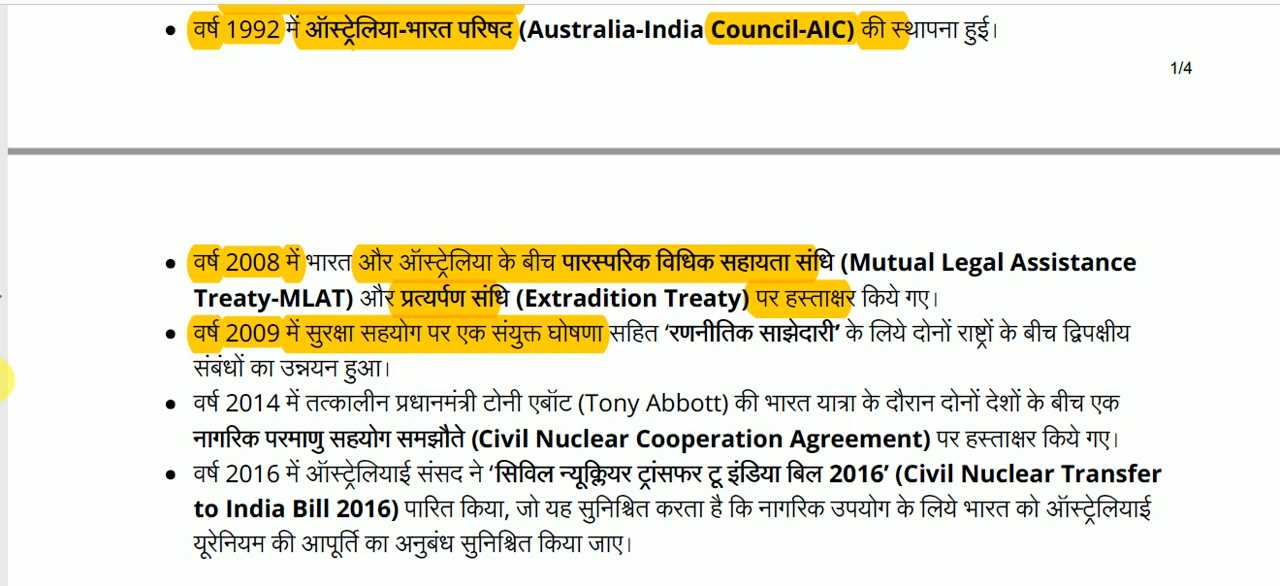 • वर्ष 1992 में ऑस्ट्रेलिया-भारत परिषद (Australia-India Council-AIC) की स्थापना हुई।
1/4
• वर्ष 2008 में भारत और ऑस्ट्रेलिया के बीच पारस्परिक विधिक सहायता संधि (Mutual Legal Assistance
Treaty-MLAT) और प्रत्यर्पण संधि (Extradition Treaty) पर हस्ताक्षर किये गए।
• वर्ष 2009 में सुरक्षा सहयोग पर एक संयुक्त घोषणा सहित ‘रणनीतिक साझेदारी’ के लिये दोनों राष्ट्रों के बीच द्विपक्षीय
संबंधों का उन्नयन हुआ।
• वर्ष 2014 में तत्कालीन प्रधानमंत्री टोनी एबॉट (Tony Abbott) की भारत यात्रा के दौरान दोनों देशों के बीच एक
नागरिक परमाणु सहयोग समझौते (Civil Nuclear Cooperation Agreement) पर हस्ताक्षर किये गए।
• वर्ष 2016 में ऑस्ट्रेलियाई संसद ने ‘सिविल न्यूक्लियर ट्रांसफर टू इंडिया बिल 2016’ (Civil Nuclear Transfer
to India Bill 2016) पारित किया, जो यह सुनिश्चित करता है कि नागरिक उपयोग के लिये भारत को ऑस्ट्रेलियाई
यूरेनियम की आपूर्ति का अनुबंध सुनिश्चित किया जाए।